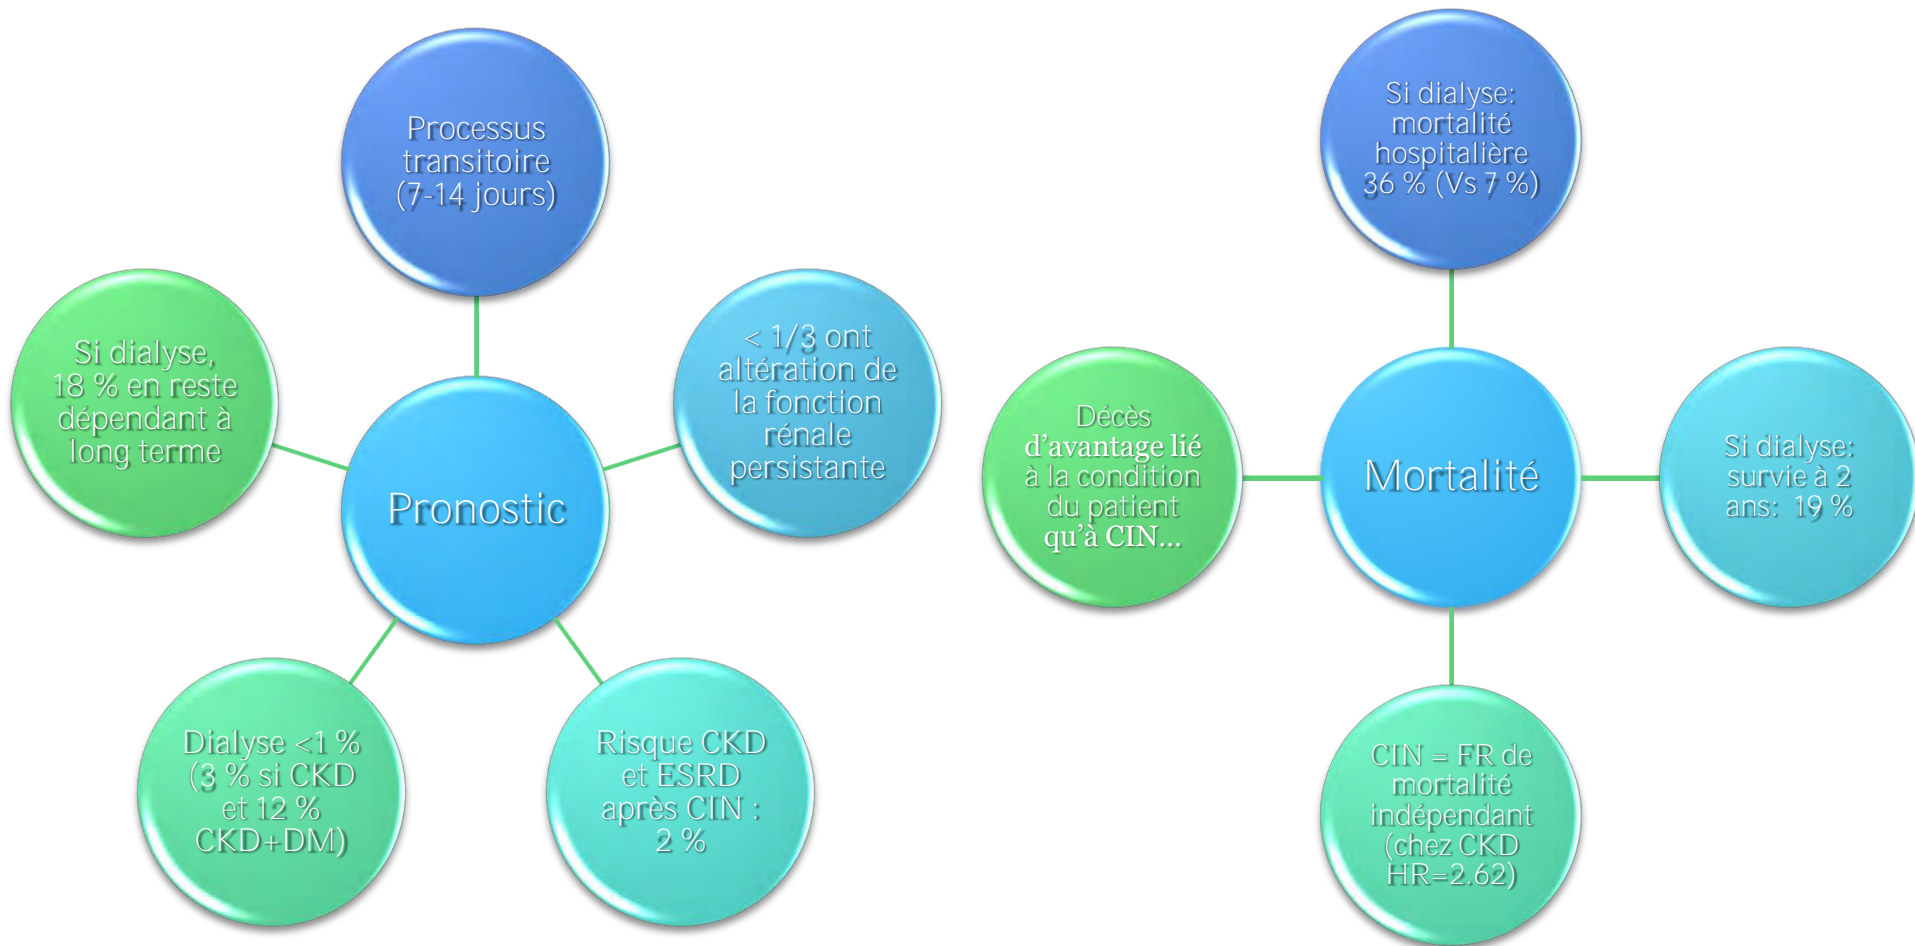 Pronostic
Processus
transitoire
(7-14 jours)
< 1/3 ont
altération de
la fonction
rénale
persistante
Risque CKD
et ESRD
après CIN :
2 %
Dialyse <1 %
(3 % si CKD
et 12 %
CKD+DM)
Si dialyse,
18 % en reste
dépendant à
long terme
Mortalité
Si dialyse:
mortalité
hospitalière
36 % (Vs 7 %)
Si dialyse:
survie à 2
ans: 19 %
CIN = FR de
mortalité
indépendant
(chez CKD
HR=2.62)
Décès
d’avantage lié
à la condition
du patient
qu’à CIN…